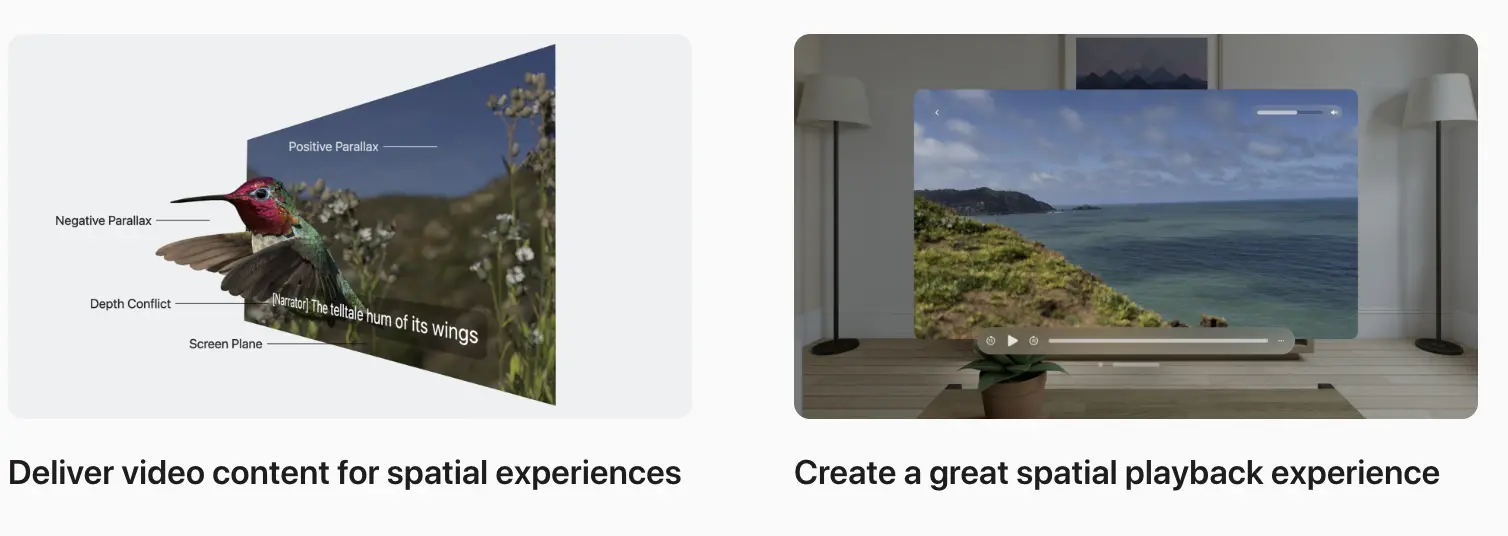 Positive Parallax
Negative Parallax
Depth Conflict
[Narrator] The telltale hum of its wings
Screen Plane
Deliver video content for spatial experiences
Create a great spatial playback experience